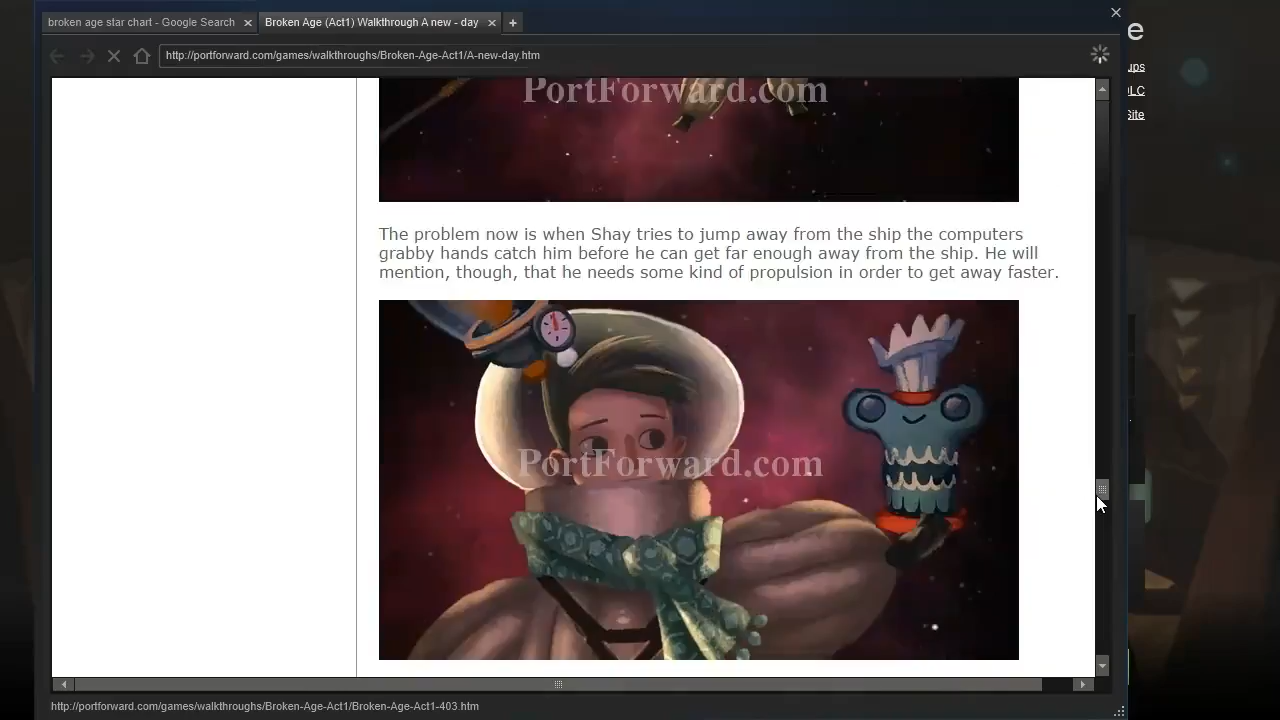 broken age star chart - Google Search
Broken Age (Act1) Walkthrough A new - day
http://portforward.com/games/walkthroughs/Broken-Age-Act1/A-new-day.htm
e
ups
DLC
Site
PortForward.com
The problem now is when Shay tries to jump away from the ship the computers
grabby hands catch him before he can get far enough away from the ship. He will
mention, though, that he needs some kind of propulsion in order to get away faster.
PortForward.com
http://portforward.com/games/walkthroughs/Broken-Age-Act1/Broken-Age-Act1-403.htm